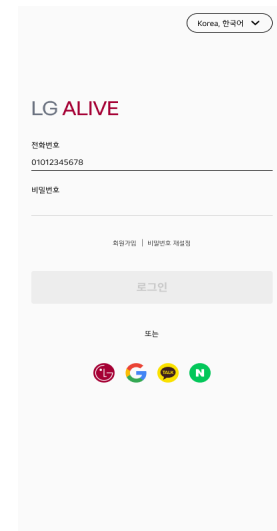 Korea, 한국어
LG ALIVE
전화번호
01012345678
비밀번호
회원가입 | 비밀번호 재설정
로그인
또는
TALK
N